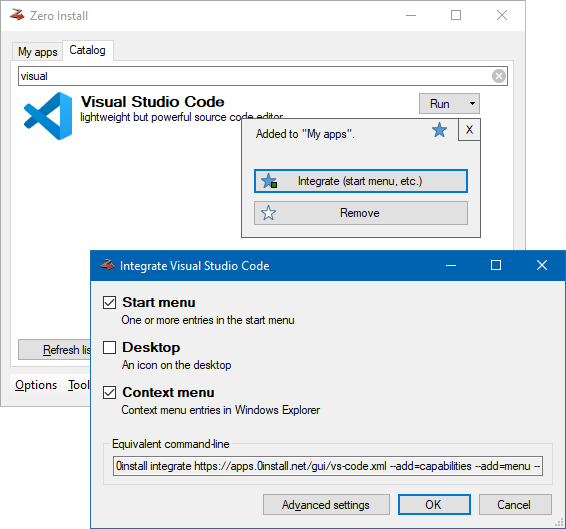 Zero Install
My apps
Catalog
visual
Visual Studio Code
Run
lightweight but powerful source code editor
Added to "My apps".
X
Integrate (start menu, etc.)
Remove
Integrate Visual Studio Code
Start menu
One or more entries in the start menu
Desktop
An icon on the desktop
Refresh lis
Options
Tool
Context menu
Context menu entries in Windows Explorer
Equivalent command-line
0install integrate https://apps.0install.net/gui/vs-code.xml --add=capabilities --add=menu --
Advanced settings
OK
Cancel